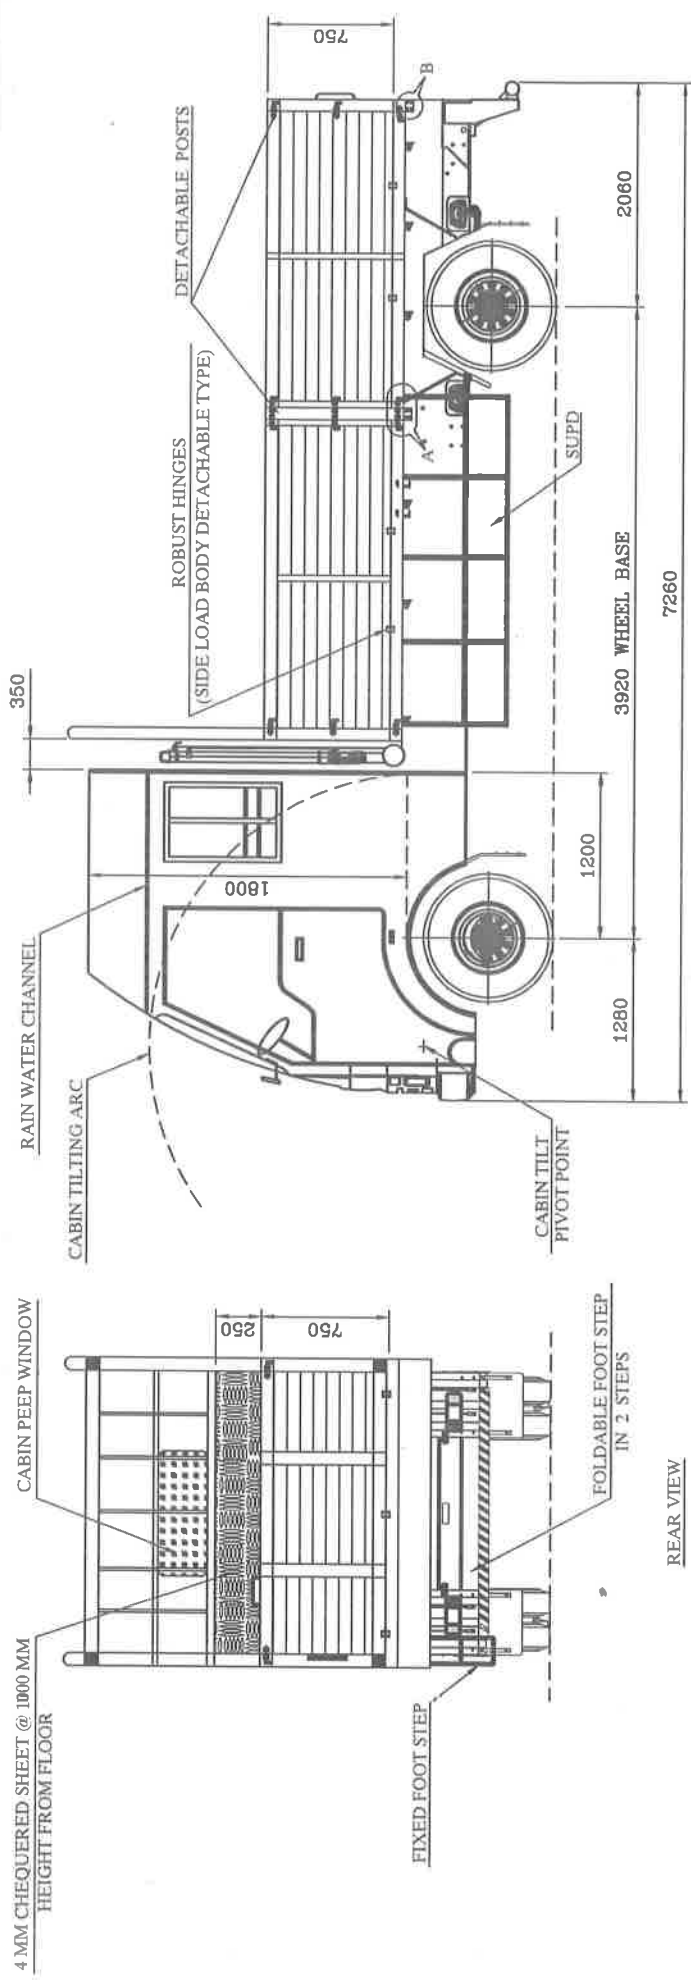 4 MM CHEQUERED SHEET @ 1000 MM
HEIGHT FROM FLOOR
CABIN PEEP WINDOW
250
750
FIXED FOOT STEP
FOLDABLE FOOT STEP
IN 2 STEPS
REAR VIEW
CABIN TILTING ARC
RAIN WATER CHANNEL
350
ROBUST HINGES
(SIDE LOAD BODY DETACHABLE TYPE)
DETACHABLE POSTS
750
1800
A
B
SUPD
CABIN TILT
PIVOT POINT
1200
1280
3920 WHEEL BASE
2060
7260